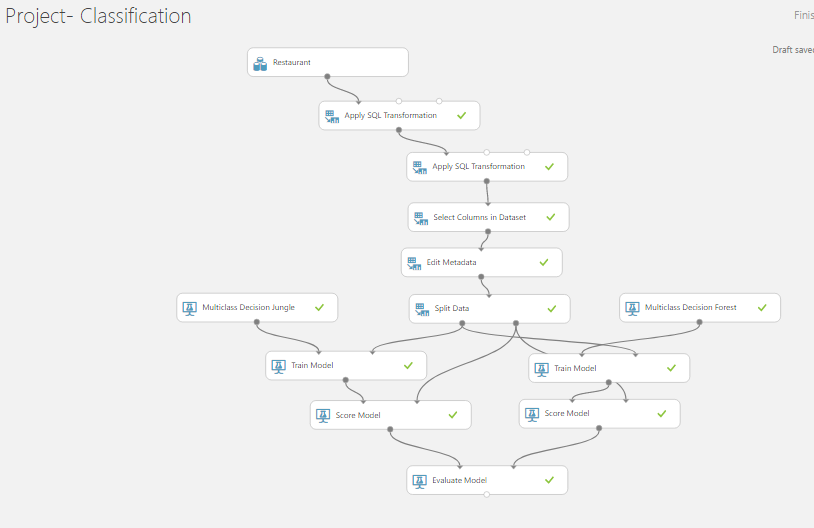 Project- Classification
Finis
Draft saved
Restaurant
Apply SQL Transformation
Apply SQL Transformation
Select Columns in Dataset
Edit Metadata
Multiclass Decision Jungle
Split Data
Multiclass Decision Forest
Train Model
Train Model
Score Model
Score Model
Evaluate Model